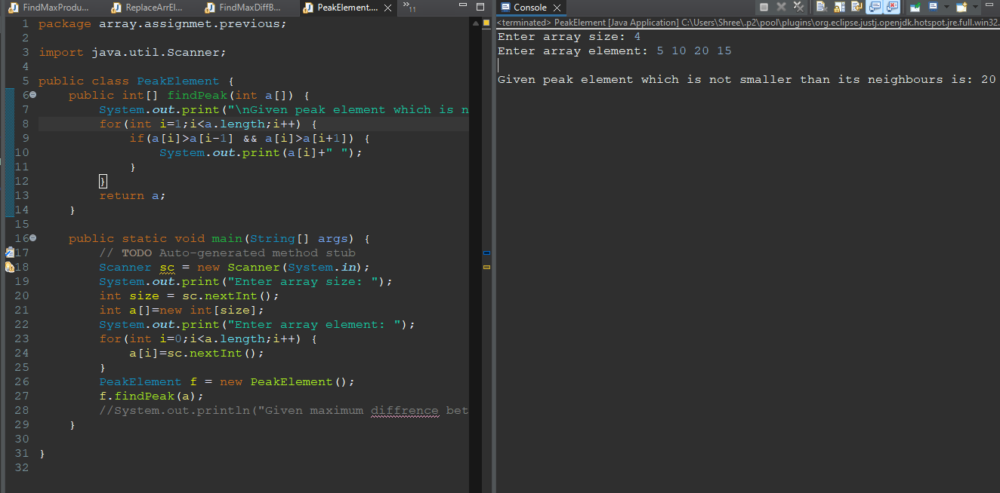 FindMaxProdu...
ReplaceArrEl...
FindMaxDiffB...
PeakElement....
»11
1 package array.assignmet.previous;
2
3 import java.util.Scanner;
4
5 public class PeakElement {
6 public int[] findPeak(int a[]) {
7 System.out.print("\nGiven peak element which is n
8 for(int i=1;i<a.length;i++) {
9 if(a[i]>a[i-1] && a[i]>a[i+1]) {
10 System.out.print(a[i]+" ");
11 }
12 }
13 return a;
14 }
15
16 public static void main(String[] args) {
17 // TODO Auto-generated method stub
18 Scanner sc = new Scanner(System.in);
19 System.out.print("Enter array size: ");
20 int size = sc.nextInt();
21 int a[]=new int[size];
22 System.out.print("Enter array element: ");
23 for(int i=0;i<a.length;i++) {
24 a[i]=sc.nextInt();
25 }
26 PeakElement f = new PeakElement();
27 f.findPeak(a);
28 //System.out.println("Given maximum diffrence bet
29 }
30
31 }
32
Console
<terminated> PeakElement [Java Application] C:\Users\Shree\.p2\pool\plugins\org.eclipse.justj.openjdk.hotspot.jre.full.win32.
Enter array size: 4
Enter array element: 5 10 20 15
Given peak element which is not smaller than its neighbours is: 20